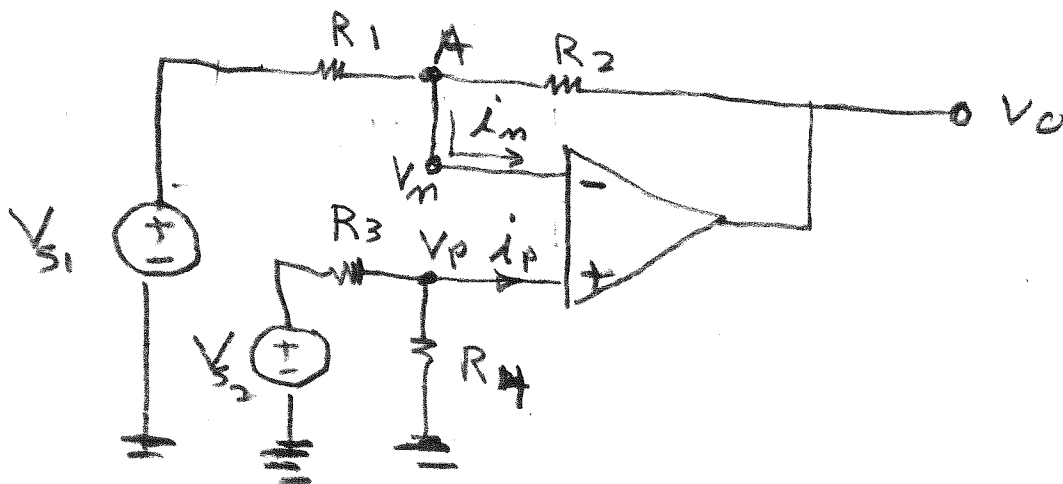 R1 A R2
in
Vo
Vn
-
Vs1
+
-
R3 Vp ip
+
Vs2
+
-
R4